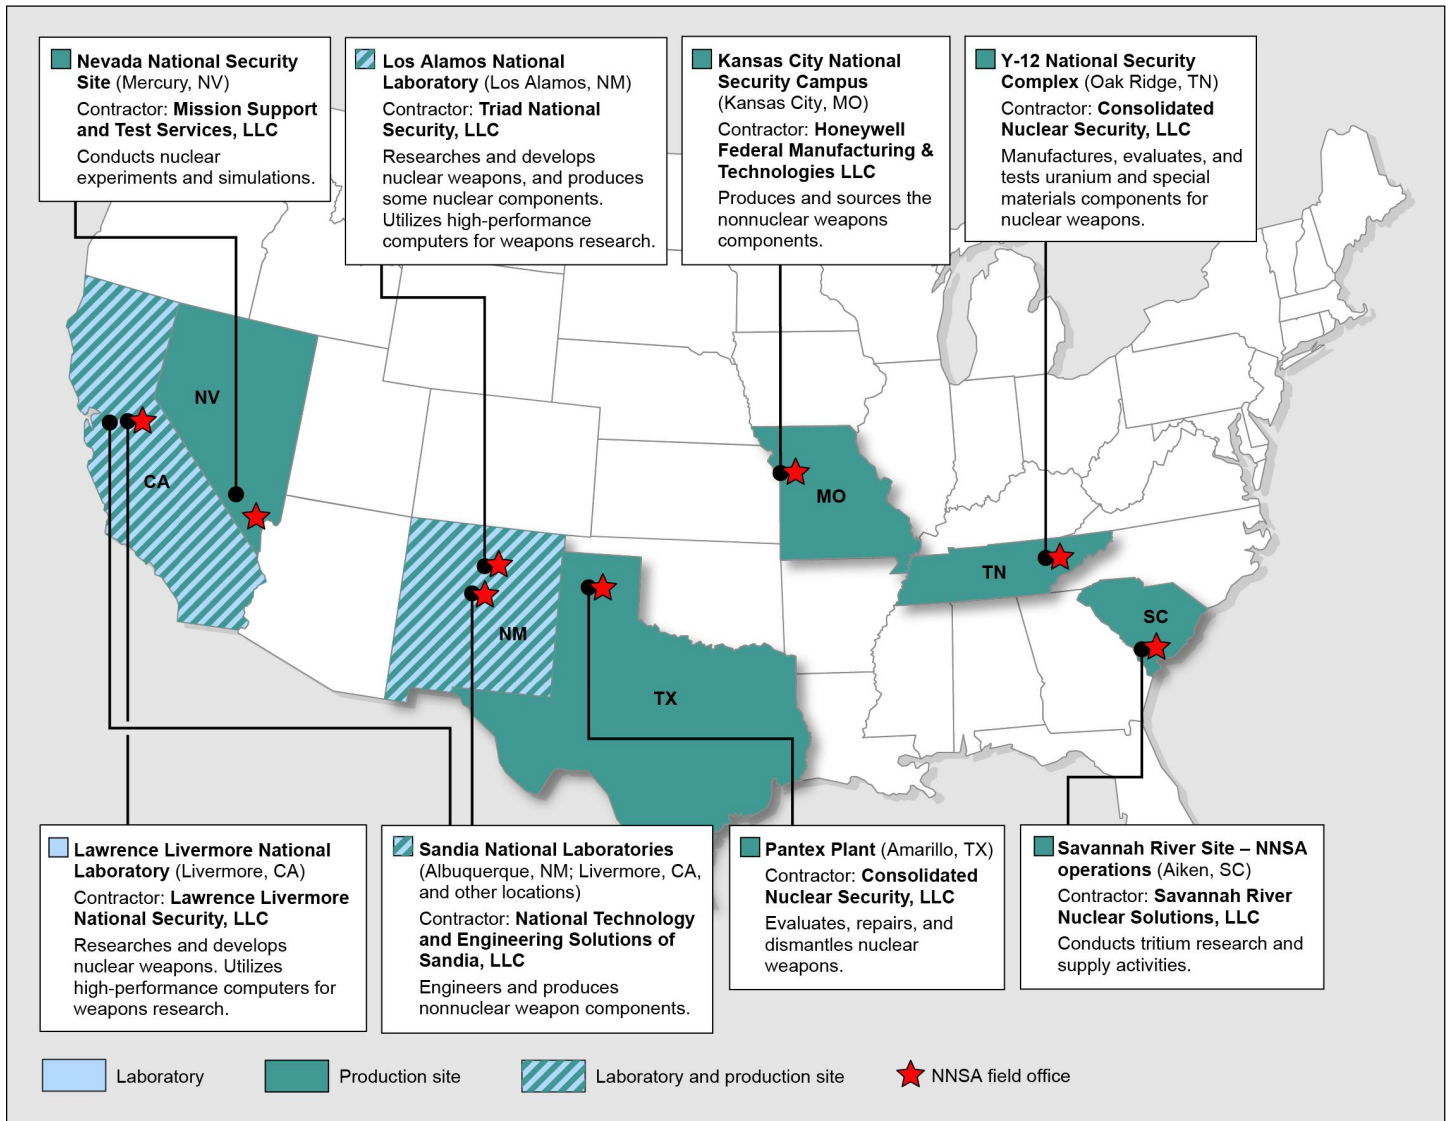 Nevada National Security
Site (Mercury, NV)
Contractor: Mission Support
and Test Services, LLC
Conducts nuclear
experiments and simulations.
Los Alamos National
Laboratory (Los Alamos, NM)
Contractor: Triad National
Security, LLC
Researches and develops
nuclear weapons, and produces
some nuclear components.
Utilizes high-performance
computers for weapons research.
Kansas City National
Security Campus
(Kansas City, MO)
Contractor: Honeywell
Federal Manufacturing &
Technologies LLC
Produces and sources the
nonnuclear weapons
components.
Y-12 National Security
Complex (Oak Ridge, TN)
Contractor: Consolidated
Nuclear Security, LLC
Manufactures, evaluates, and
tests uranium and special
materials components for
nuclear weapons.
NV
CA
MO
TN
SC
NM
TX
Lawrence Livermore National
Laboratory (Livermore, CA)
Contractor: Lawrence Livermore
National Security, LLC
Researches and develops
nuclear weapons. Utilizes
high-performance computers for
weapons research.
Sandia National Laboratories
(Albuquerque, NM; Livermore, CA,
and other locations)
Contractor: National Technology
and Engineering Solutions of
Sandia, LLC
Engineers and produces
nonnuclear weapon components.
Pantex Plant (Amarillo, TX)
Contractor: Consolidated
Nuclear Security, LLC
Evaluates, repairs, and
dismantles nuclear
weapons.
Savannah River Site – NNSA
operations (Aiken, SC)
Contractor: Savannah River
Nuclear Solutions, LLC
Conducts tritium research and
supply activities.
Laboratory
Production site
Laboratory and production site
NNSA field office